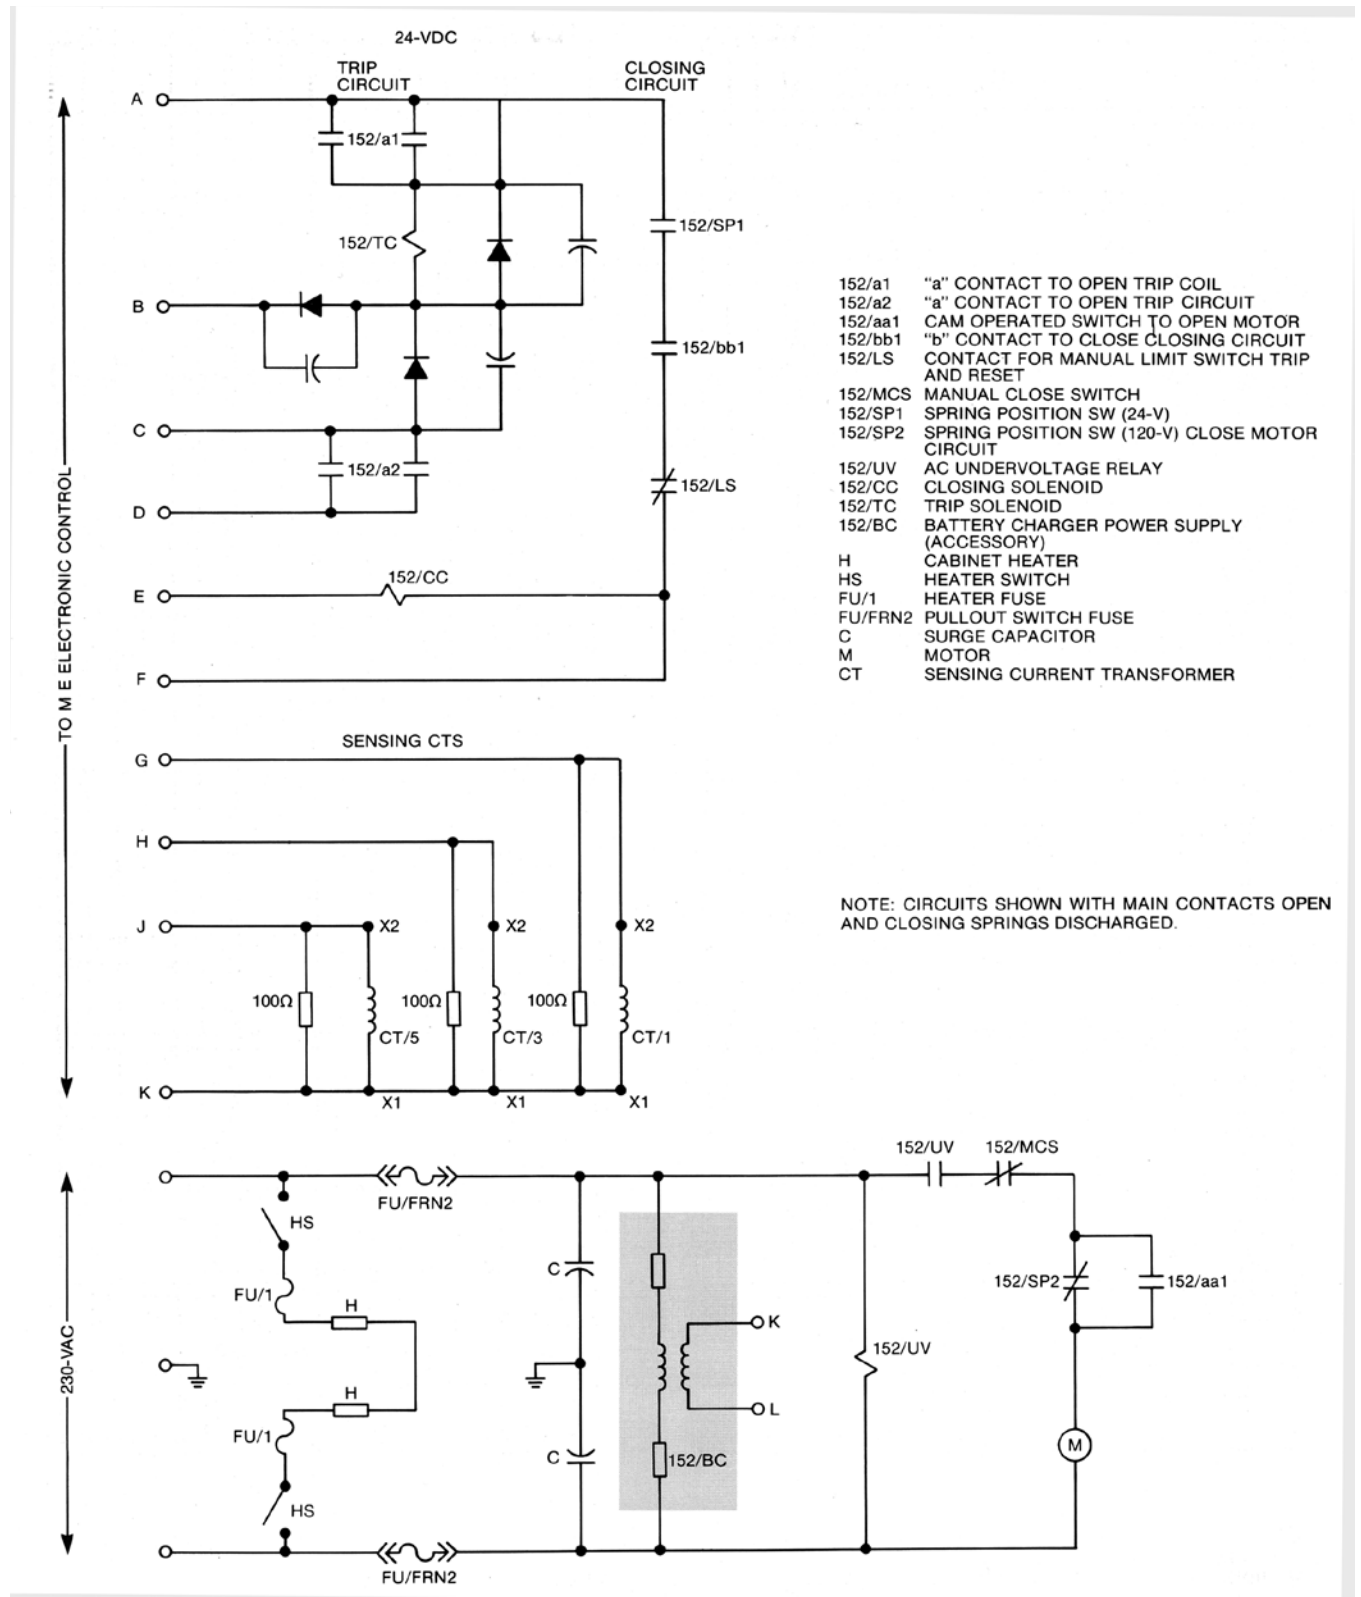 24-VDC
TRIP
CIRCUIT
CLOSING
CIRCUIT
A
152/a1
152/SP1
152/TC
B
152/bb1
C
152/a2
152/LS
D
152/CC
E
F
TO M E ELECTRONIC CONTROL
152/a1 "a" CONTACT TO OPEN TRIP COIL
152/a2 "a" CONTACT TO OPEN TRIP CIRCUIT
152/aa1 CAM OPERATED SWITCH TO OPEN MOTOR
152/bb1 "b" CONTACT TO CLOSE CLOSING CIRCUIT
152/LS CONTACT FOR MANUAL LIMIT SWITCH TRIP
AND RESET
152/MCS MANUAL CLOSE SWITCH
152/SP1 SPRING POSITION SW (24-V)
152/SP2 SPRING POSITION SW (120-V) CLOSE MOTOR
CIRCUIT
152/UV AC UNDERVOLTAGE RELAY
152/CC CLOSING SOLENOID
152/TC TRIP SOLENOID
152/BC BATTERY CHARGER POWER SUPPLY
(ACCESSORY)
H CABINET HEATER
HS HEATER SWITCH
FU/1 HEATER FUSE
FU/FRN2 PULLOUT SWITCH FUSE
C SURGE CAPACITOR
M MOTOR
CT SENSING CURRENT TRANSFORMER
SENSING CTS
G
H
J
X2 X2 X2
100Ω 100Ω 100Ω
CT/5 CT/3 CT/1
K
X1 X1 X1
NOTE: CIRCUITS SHOWN WITH MAIN CONTACTS OPEN
AND CLOSING SPRINGS DISCHARGED.
152/UV 152/MCS
FU/FRN2
HS
C
152/SP2 152/aa1
FU/1
H
K
152/UV
230-VAC
H
L
FU/1
C
152/BC
M
HS
FU/FRN2